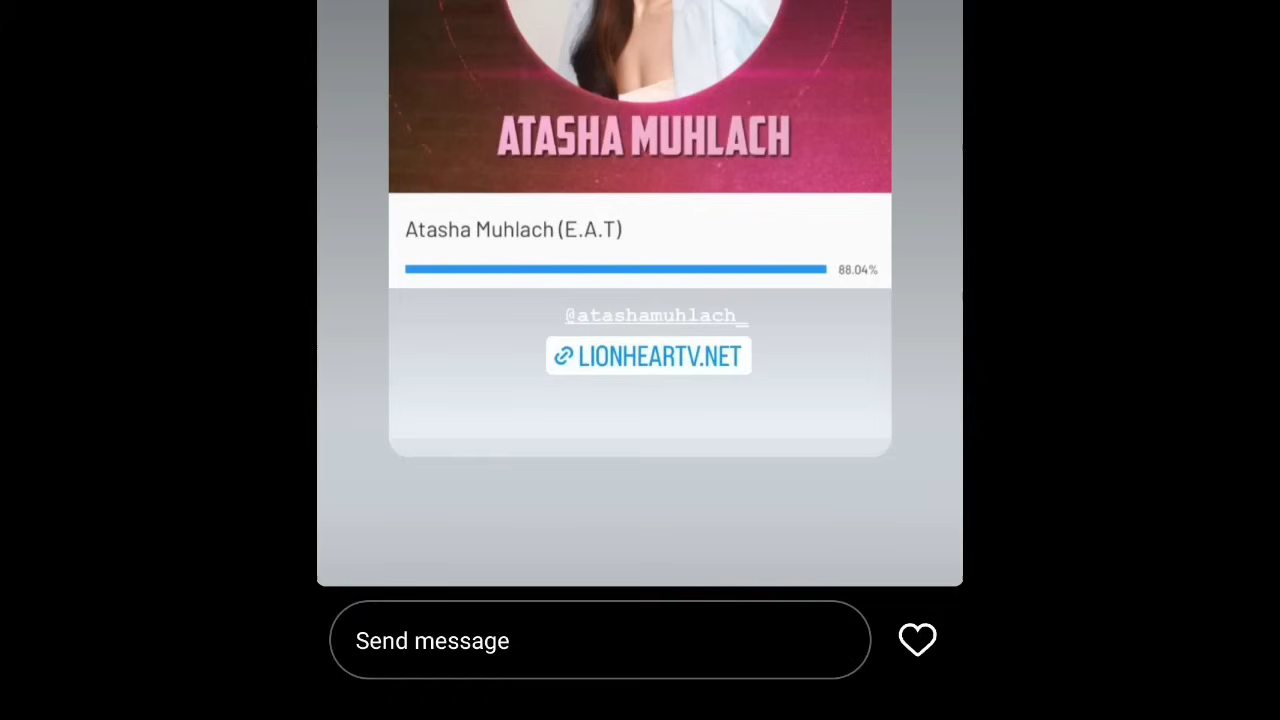 ATASHA MUHLACH
Atasha Muhlach (E.A.T)
88.04%
@atashamuhlach_
LIONHEARTV.NET
Send message